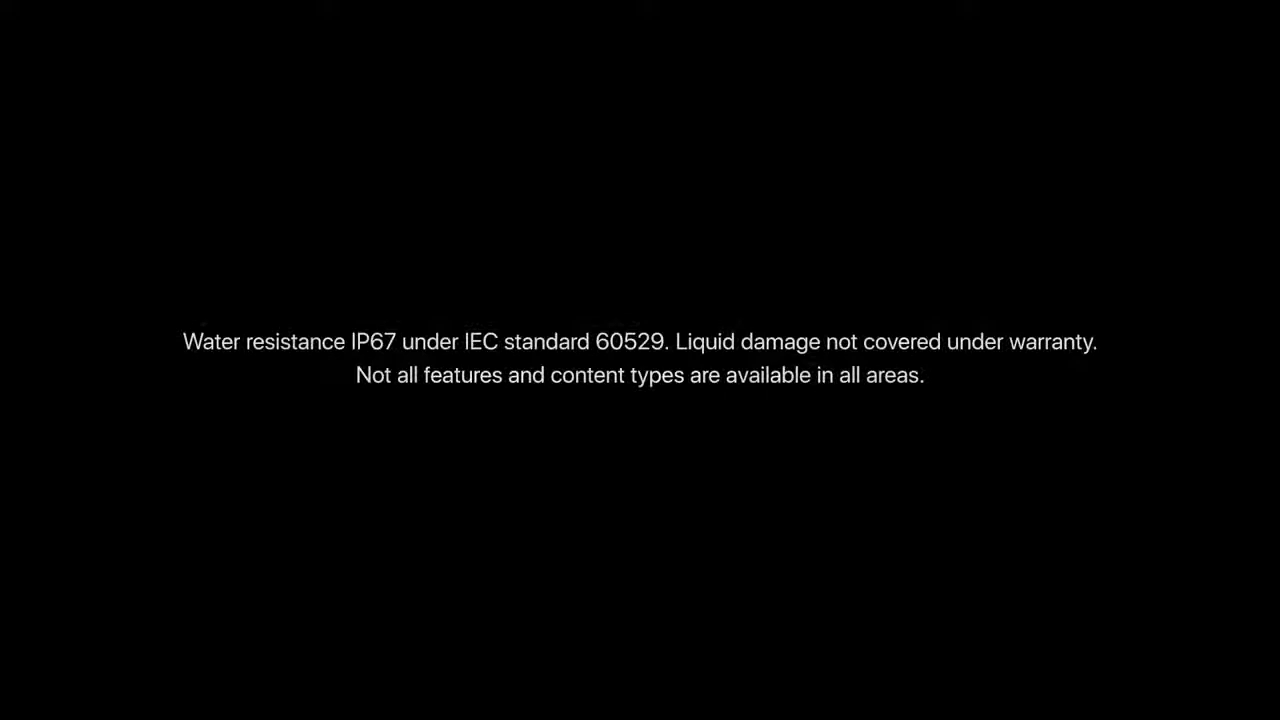 Water resistance IP67 under IEC standard 60529. Liquid damage not covered under warranty.
Not all features and content types are available in all areas.